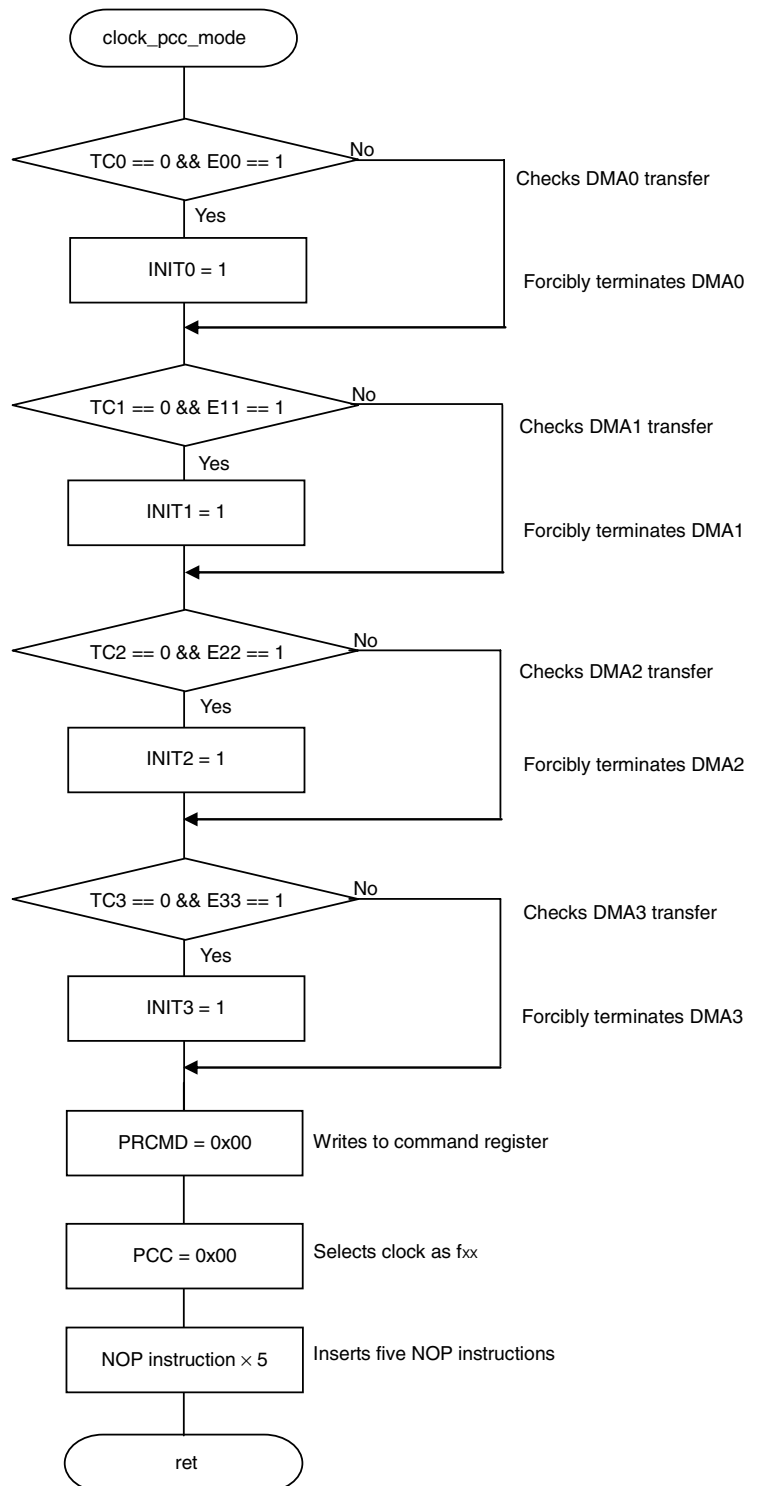 clock_pcc_mode
TC0 == 0 && E00 == 1
No
Checks DMA0 transfer
Yes
INIT0 = 1
Forcibly terminates DMA0
TC1 == 0 && E11 == 1
No
Checks DMA1 transfer
Yes
INIT1 = 1
Forcibly terminates DMA1
TC2 == 0 && E22 == 1
No
Checks DMA2 transfer
Yes
INIT2 = 1
Forcibly terminates DMA2
TC3 == 0 && E33 == 1
No
Checks DMA3 transfer
Yes
INIT3 = 1
Forcibly terminates DMA3
PRCMD = 0x00
Writes to command register
PCC = 0x00
Selects clock as fxx
NOP instruction × 5
Inserts five NOP instructions
ret